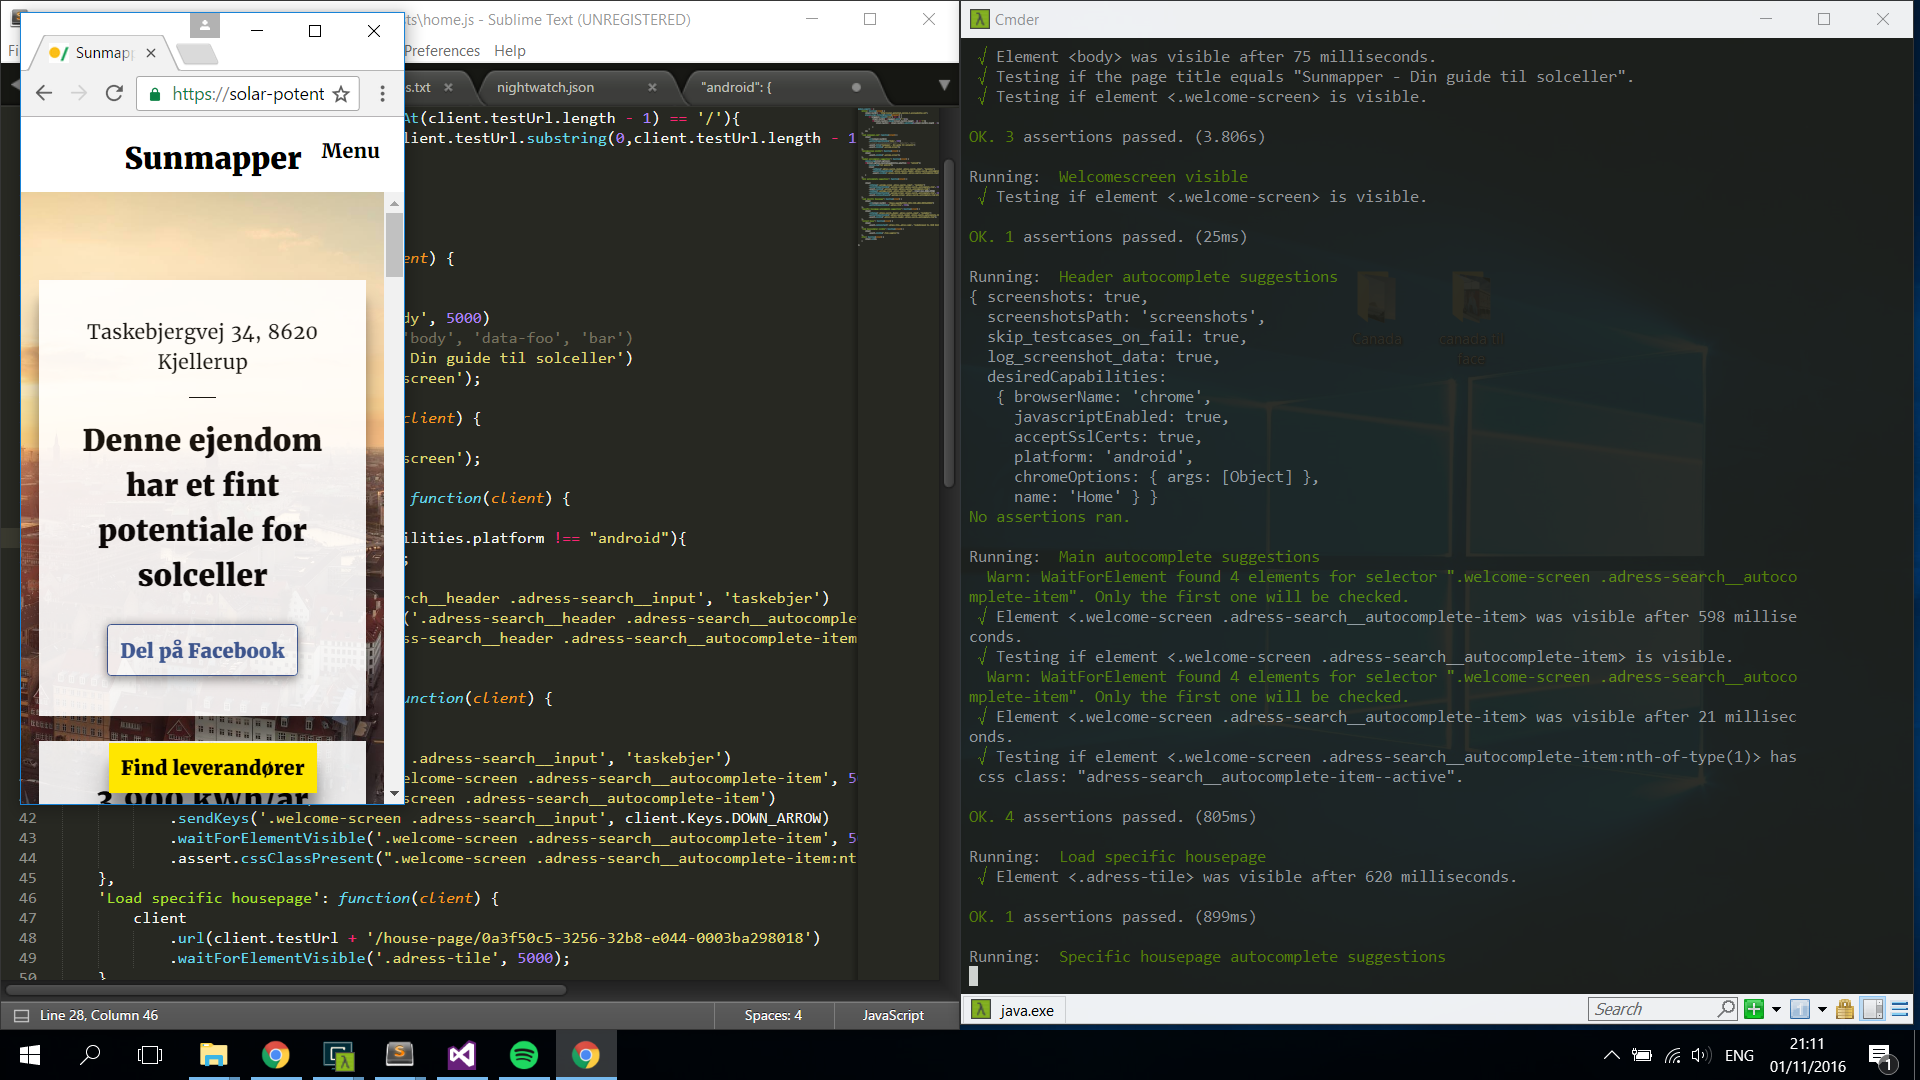 ts\home.js - Sublime Text (UNREGISTERED)
Preferences Help
s.txt
nightwatch.json
"android": {
At(client.testUrl.length - 1) == '/'){
lient.testUrl.substring(0,client.testUrl.length - 1
ent) {
dy', 5000)
'body', 'data-foo', 'bar')
Din guide til solceller')
screen');
client) {
screen');
function(client) {
ilities.platform !== "android"){
;
rch__header .adress-search__input', 'taskebjer')
('.adress-search__header .adress-search__autocomple
ss-search__header .adress-search__autocomplete-item
unction(client) {
.adress-search__input', 'taskebjer')
elcome-screen .adress-search__autocomplete-item', 5
screen .adress-search__autocomplete-item')
42 .sendKeys('.welcome-screen .adress-search__input', client.Keys.DOWN_ARROW)
43 .waitForElementVisible('.welcome-screen .adress-search__autocomplete-item', 5
44 .assert.cssClassPresent(".welcome-screen .adress-search__autocomplete-item:nt
45 },
46 'Load specific housepage': function(client) {
47 client
48 .url(client.testUrl + '/house-page/0a3f50c5-3256-32b8-e044-0003ba298018')
49 .waitForElementVisible('.adress-tile', 5000);
50 }
Line 28, Column 46
Spaces: 4
JavaScript
Sunmapp
https://solar-potent
Sunmapper
Menu
Taskebjergvej 34, 8620
Kjellerup
Denne ejendom
har et fint
potentiale for
solceller
Del på Facebook
Find leverandører
3.900 kWh/år
Cmder
√ Element <body> was visible after 75 milliseconds.
√ Testing if the page title equals "Sunmapper - Din guide til solceller".
√ Testing if element <.welcome-screen> is visible.
OK. 3 assertions passed. (3.806s)
Running: Welcomescreen visible
√ Testing if element <.welcome-screen> is visible.
OK. 1 assertions passed. (25ms)
Running: Header autocomplete suggestions
{ screenshots: true,
screenshotsPath: 'screenshots',
skip_testcases_on_fail: true,
log_screenshot_data: true,
desiredCapabilities:
{ browserName: 'chrome',
javascriptEnabled: true,
acceptSslCerts: true,
platform: 'android',
chromeOptions: { args: [Object] },
name: 'Home' } }
No assertions ran.
Running: Main autocomplete suggestions
Warn: WaitForElement found 4 elements for selector ".welcome-screen .adress-search__autoco
mplete-item". Only the first one will be checked.
√ Element <.welcome-screen .adress-search__autocomplete-item> was visible after 598 millise
conds.
√ Testing if element <.welcome-screen .adress-search__autocomplete-item> is visible.
Warn: WaitForElement found 4 elements for selector ".welcome-screen .adress-search__autoco
mplete-item". Only the first one will be checked.
√ Element <.welcome-screen .adress-search__autocomplete-item> was visible after 21 millisec
onds.
√ Testing if element <.welcome-screen .adress-search__autocomplete-item:nth-of-type(1)> has
css class: "adress-search__autocomplete-item--active".
OK. 4 assertions passed. (805ms)
Running: Load specific housepage
√ Element <.adress-tile> was visible after 620 milliseconds.
OK. 1 assertions passed. (899ms)
Running: Specific housepage autocomplete suggestions
Canada
canada til
face
java.exe
Search
ENG
21:11
01/11/2016
1